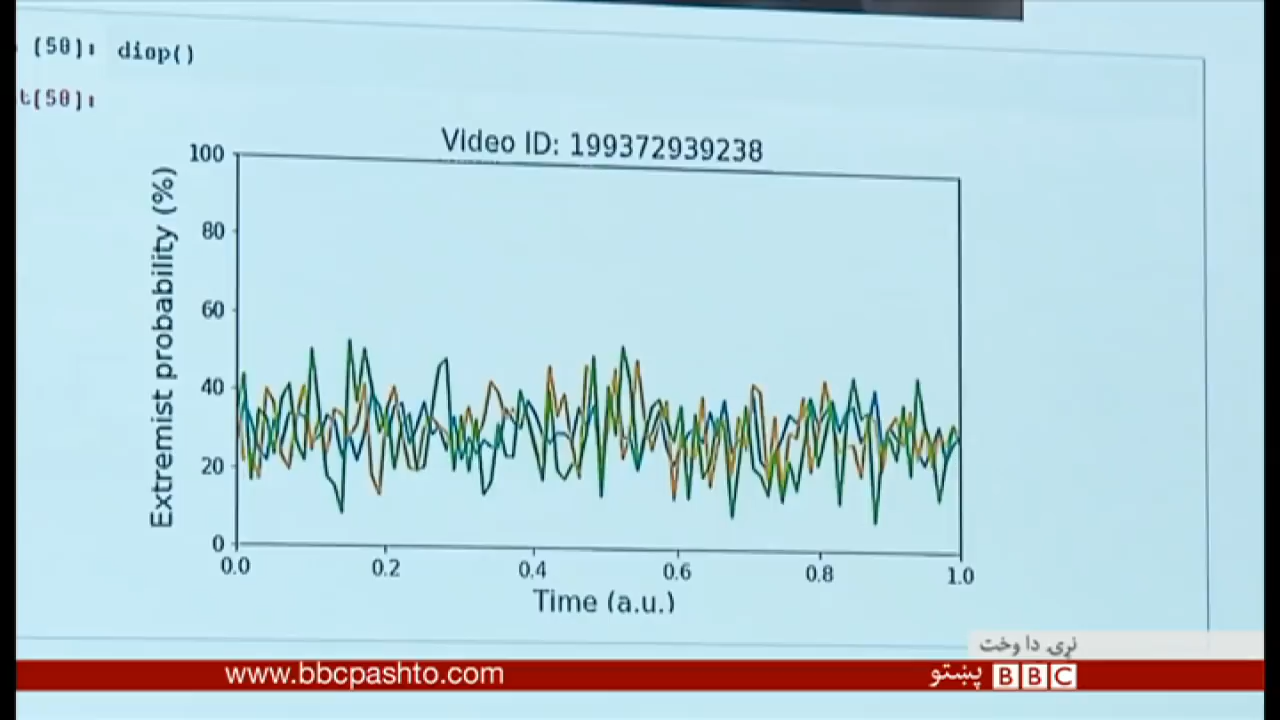 [50]: disp()
t[50]:
Video ID: 199372939238
Extremist probability (%)
100
80
60
40
20
0
0.0 0.2 0.4 0.6 0.8 1.0
Time (a.u.)
نړۍ دا وخت
www.bbcpashto.com
پښتو BBC